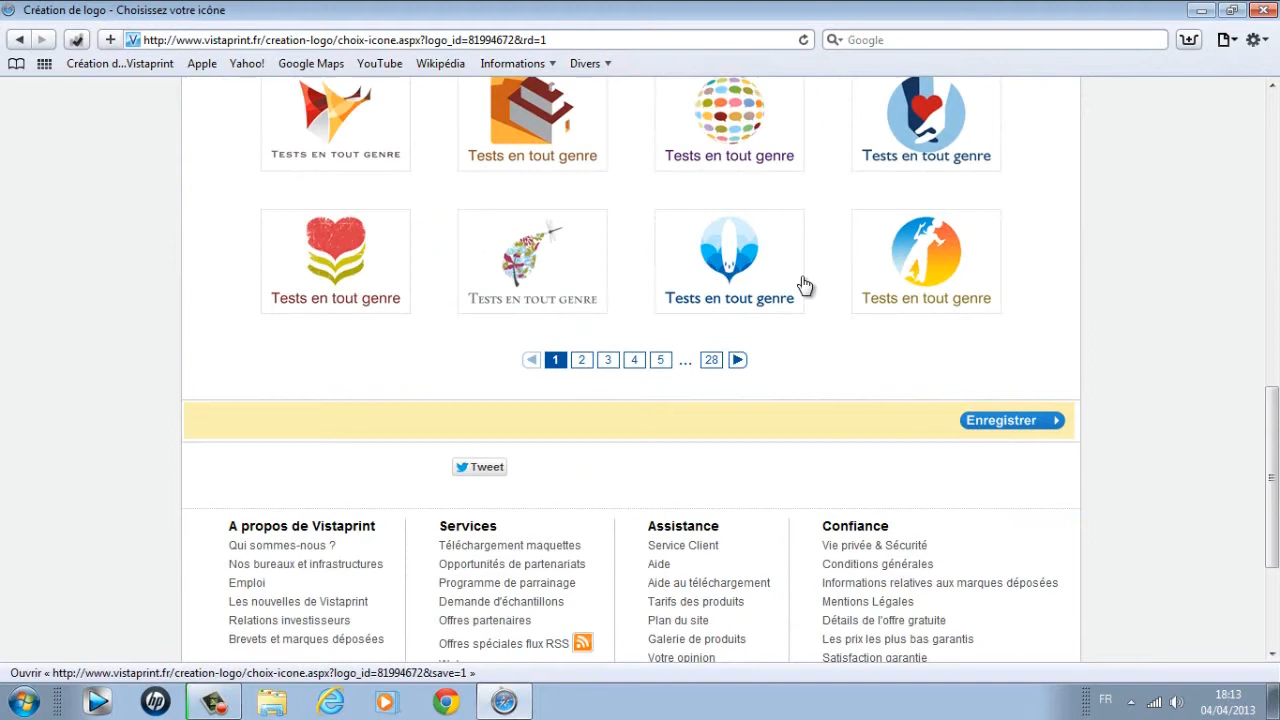 Création de logo - Choisissez votre icône
http://www.vistaprint.fr/creation-logo/choix-icone.aspx?logo_id=81994672&rd=1
Google
Création d...Vistaprint Apple Yahoo! Google Maps YouTube Wikipédia Informations Divers
TESTS EN TOUT GENRE Tests en tout genre Tests en tout genre Tests en tout genre
Tests en tout genre TESTS EN TOUT GENRE Tests en tout genre Tests en tout genre
1 2 3 4 5 ... 28
Enregistrer
Tweet
A propos de Vistaprint Services Assistance Confiance
Qui sommes-nous ? Téléchargement maquettes Service Client Vie privée & Sécurité
Nos bureaux et infrastructures Opportunités de partenariats Aide Conditions générales
Emploi Programme de parrainage Aide au téléchargement Informations relatives aux marques déposées
Les nouvelles de Vistaprint Demande d'échantillons Tarifs des produits Mentions Légales
Relations investisseurs Offres partenaires Plan du site Détails de l'offre gratuite
Brevets et marques déposées Offres spéciales flux RSS Galerie de produits Les prix les plus bas garantis
Votre opinion Satisfaction garantie
Ouvrir « http://www.vistaprint.fr/creation-logo/choix-icone.aspx?logo_id=81994672&save=1 »
hp FR 18:13
04/04/2013